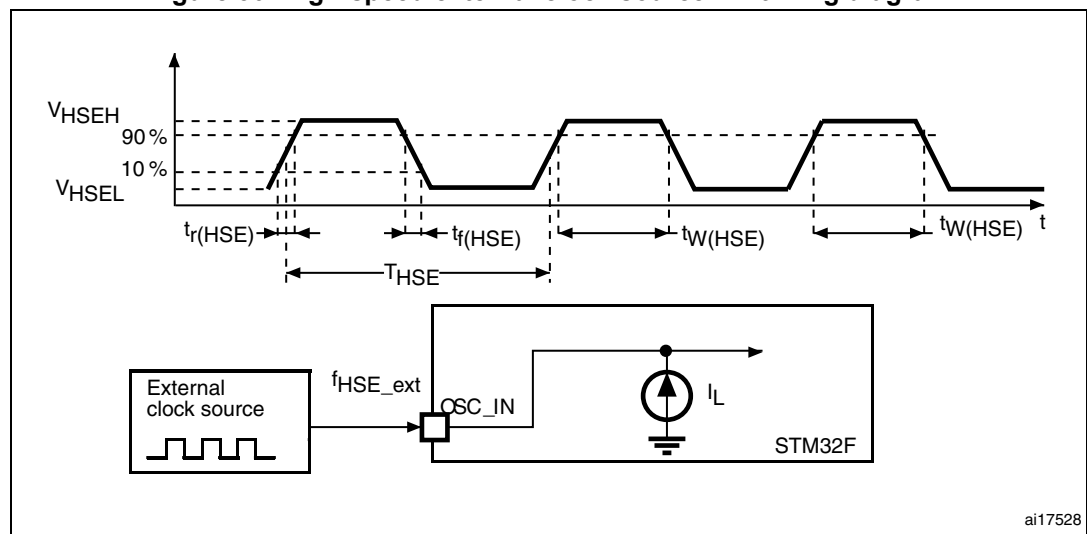 VHSEH
90 %
10 %
VHSEL
tr(HSE)
tf(HSE)
tW(HSE)
tW(HSE)
t
THSE
External
clock source
fHSE_ext
OSC_IN
IL
STM32F
ai17528